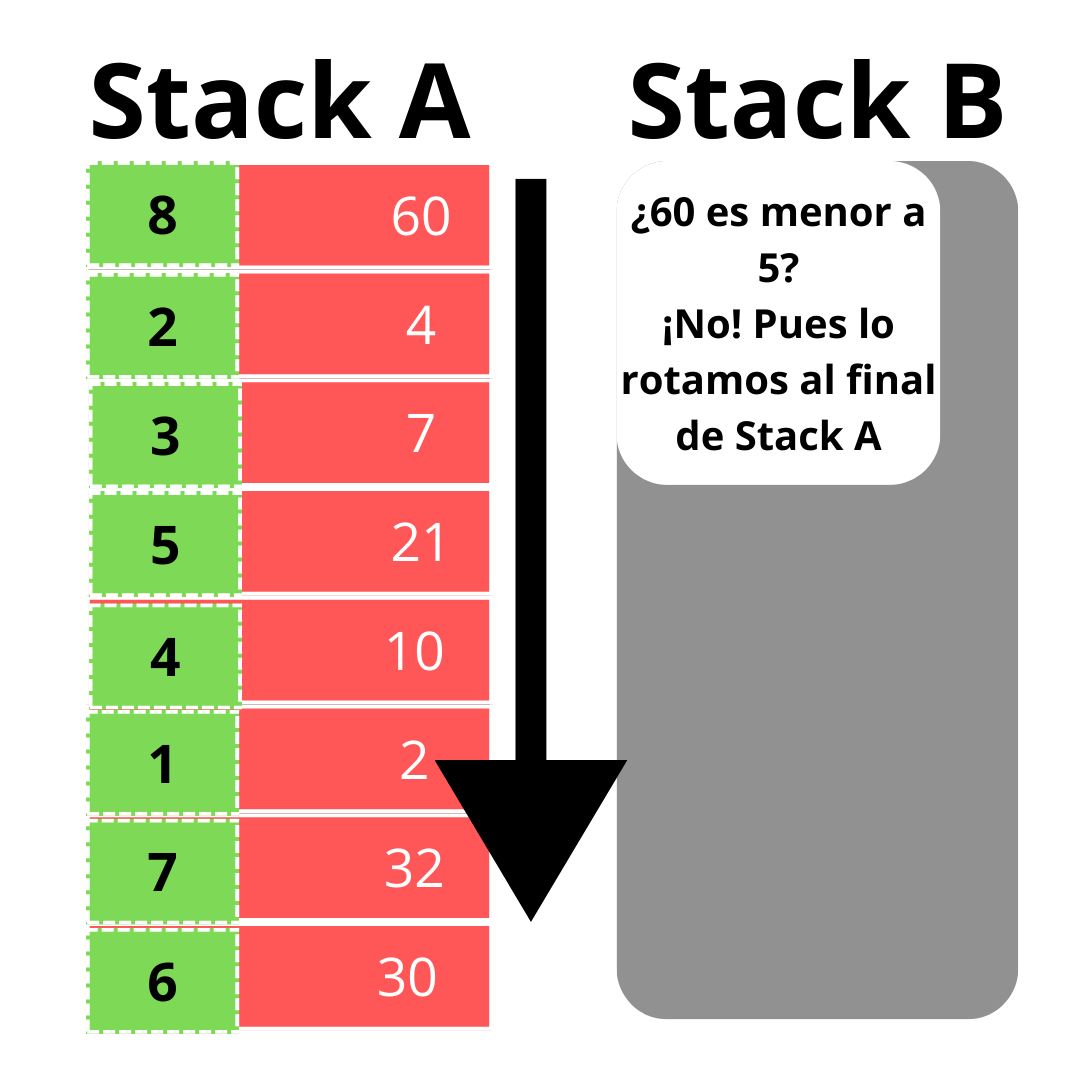 Stack A
Stack B
8 60
2 4
3 7
5 21
4 10
1 2
7 32
6 30
¿60 es menor a
5?
¡No! Pues lo
rotamos al final
de Stack A